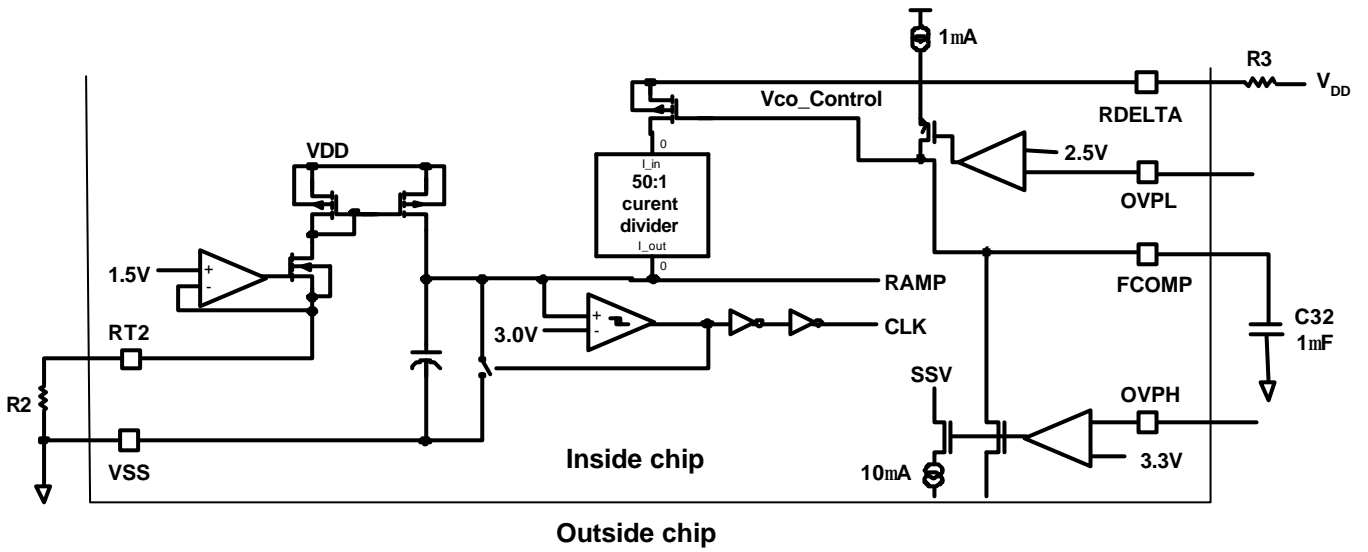 1mA
R3
VDD
RDELTA
Vco_Control
VDD
0
I_in
50:1
curent
divider
I_out
0
2.5V
OVPL
1.5V
+
-
RAMP
FCOMP
+
-
3.0V
CLK
C32
1mF
RT2
R2
SSV
OVPH
VSS
Inside chip
10mA
3.3V
Outside chip